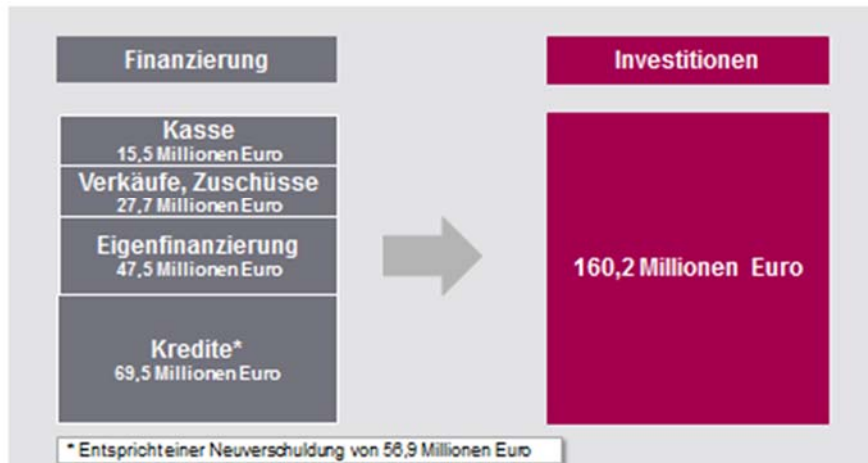 Finanzierung
Investitionen
Kasse
15,5 Millionen Euro
Verkäufe, Zuschüsse
27,7 Millionen Euro
Eigenfinanzierung
47,5 Millionen Euro
Kredite*
69,5 Millionen Euro
160,2 Millionen Euro
* Entspricht einer Neuverschuldung von 56,9 Millionen Euro